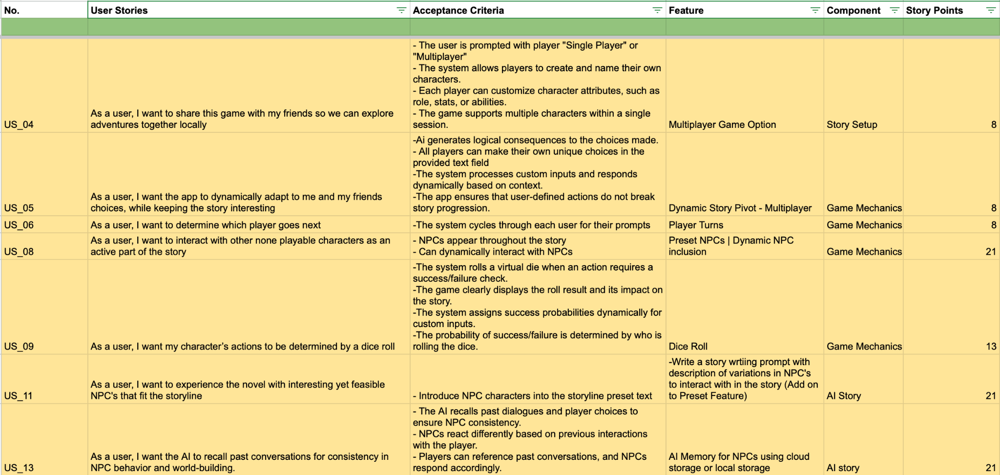 No. User Stories Acceptance Criteria Feature Component Story Points
- The user is prompted with player "Single Player" or
"Multiplayer"
- The system allows players to create and name their own
characters.
- Each player can customize character attributes, such as
role, stats, or abilities.
As a user, I want to share this game with my friends so we can explore - The game supports multiple characters within a single
US_04 adventures together locally session. Multiplayer Game Option Story Setup 8
-Ai generates logical consequences to the choices made.
- All players can make their own unique choices in the
provided text field
-The system processes custom inputs and responds
dynamically based on context.
As a user, I want the app to dynamically adapt to me and my friends -The app ensures that user-defined actions do not break
US_05 choices, while keeping the story interesting story progression. Dynamic Story Pivot - Multiplayer Game Mechanics 8
US_06 As a user, I want to determine which player goes next -The system cycles through each user for their prompts Player Turns Game Mechanics 8
As a user, I want to interact with other none playable characters as an - NPCs appear throughout the story Preset NPCs | Dynamic NPC
US_08 active part of the story - Can dynamically interact with NPCs inclusion Game Mechanics 21
-The system rolls a virtual die when an action requires a
success/failure check.
-The game clearly displays the roll result and its impact on
the story.
-The system assigns success probabilities dynamically for
custom inputs.
-The probability of success/failure is determined by who is
US_09 As a user, I want my character’s actions to be determined by a dice roll rolling the dice. Dice Roll Game Mechanics 13
-Write a story wrtiing prompt with
description of variations in NPC's
As a user, I want to experience the novel with interesting yet feasible to interact with in the story (Add on
US_11 NPC's that fit the storyline - Introduce NPC characters into the storyline preset text to Preset Feature) AI Story 21
- The AI recalls past dialogues and player choices to
ensure NPC consistency.
- NPCs react differently based on previous interactions
with the player.
As a user, I want the AI to recall past conversations for consistency in - Players can reference past conversations, and NPCs AI Memory for NPCs using cloud
US_13 NPC behavior and world-building. respond accordingly. storage or local storage AI story 21